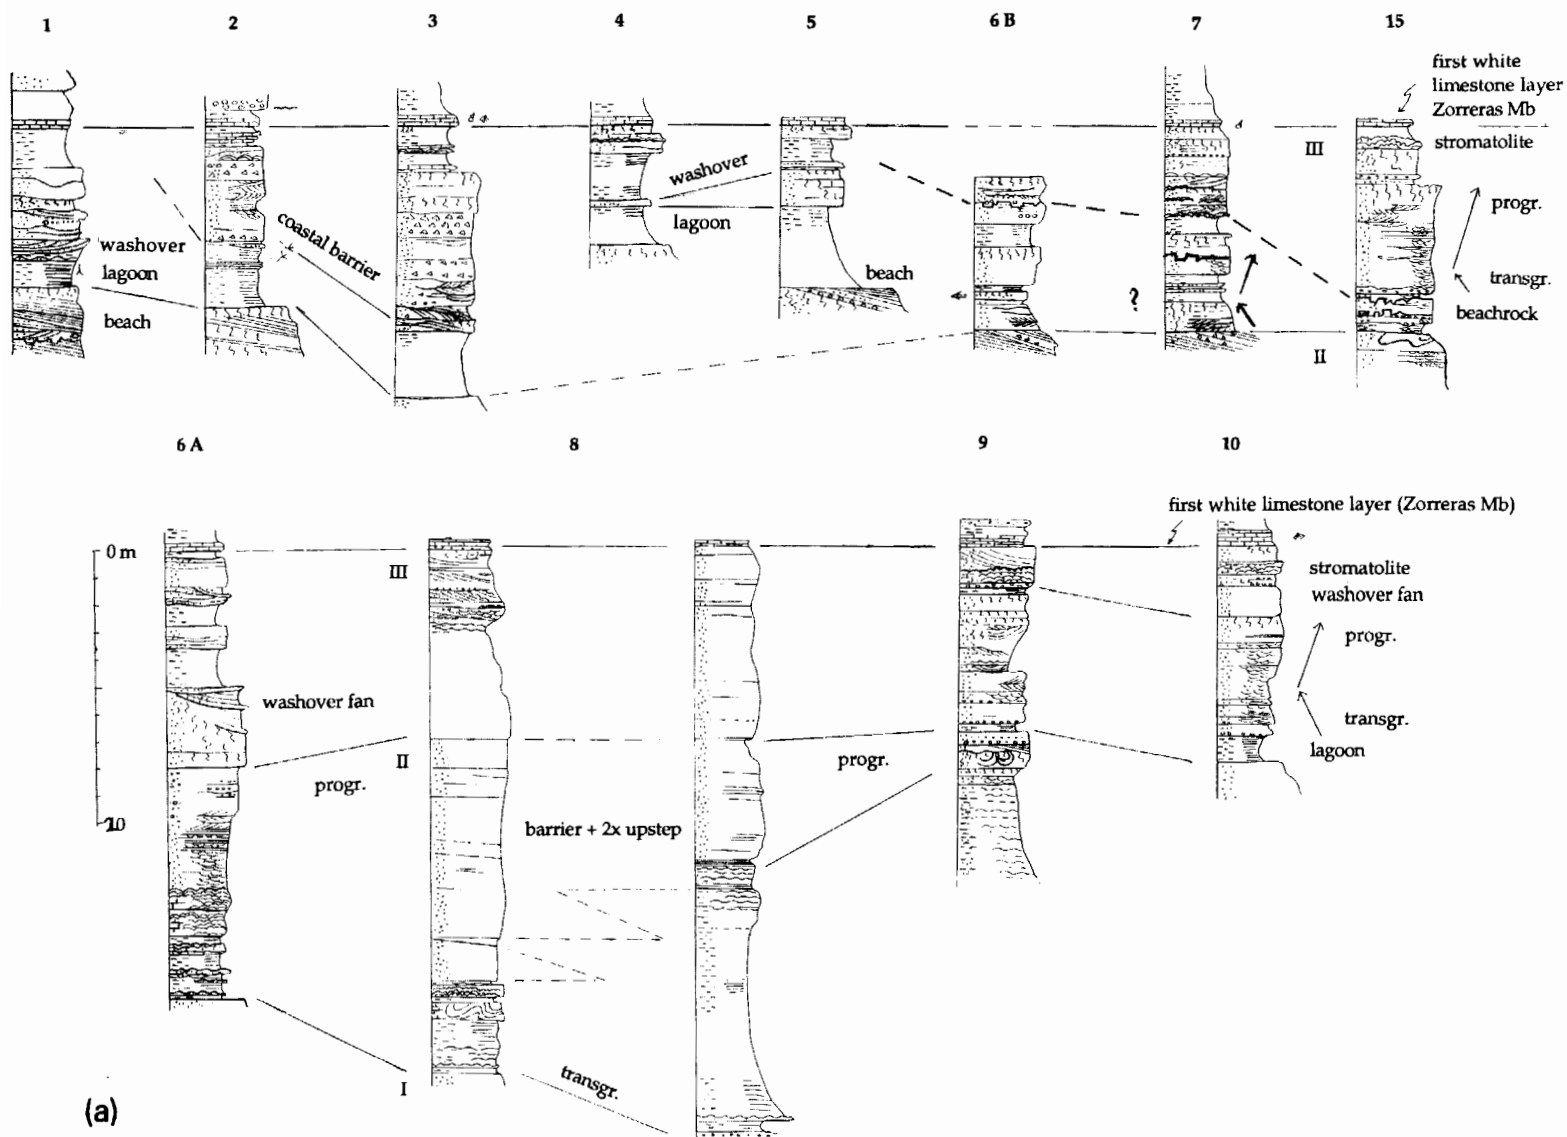 1 2 3 4 5 6 B 7 15
first white
limestone layer
Zorreras Mb
III
stromatolite
washover
progr.
coastal barrier
lagoon
washover
lagoon
beach
transgr.
?
beachrock
beach
II
6 A 8 9 10
first white limestone layer (Zorreras Mb)
0 m
III
stromatolite
washover fan
progr.
washover fan
transgr.
lagoon
II
progr.
progr.
10
barrier + 2x upstep
transgr.
I
(a)